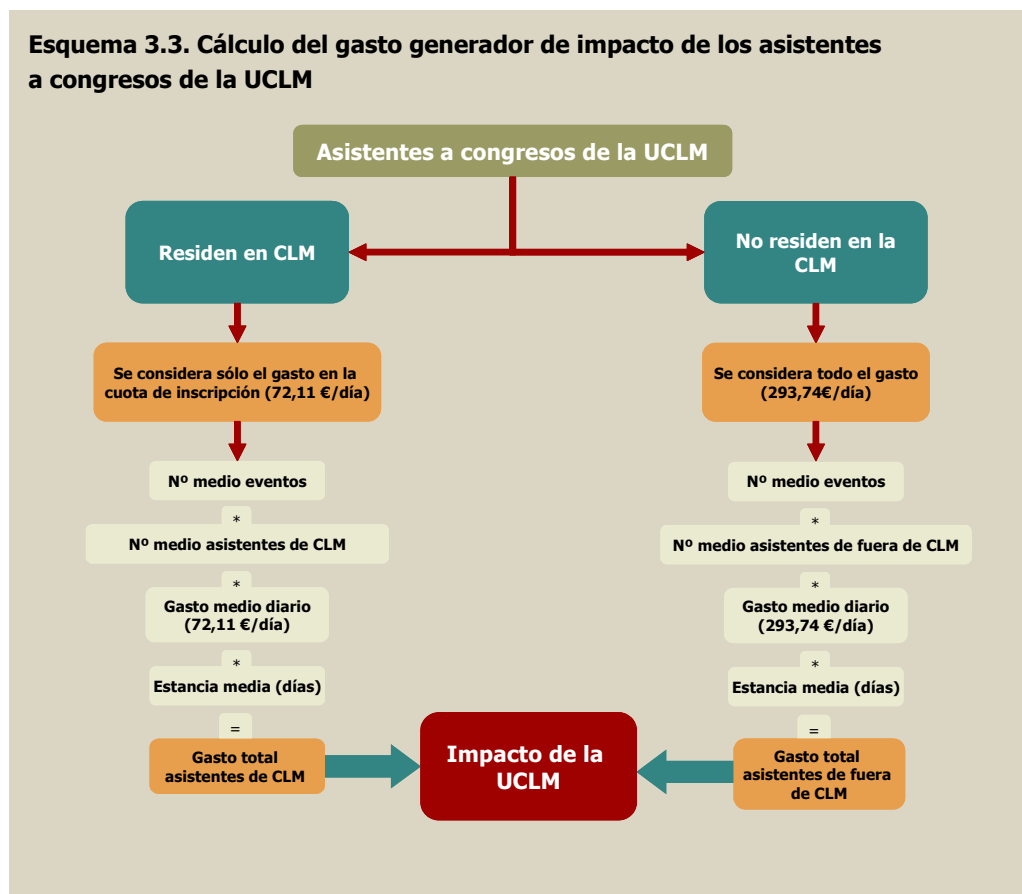 Esquema 3.3. Cálculo del gasto generador de impacto de los asistentes
a congresos de la UCLM
Asistentes a congresos de la UCLM
Residen en CLM
No residen en la
CLM
Se considera sólo el gasto en la
cuota de inscripción (72,11 €/día)
Se considera todo el gasto
(293,74€/día)
Nº medio eventos
*
Nº medio asistentes de CLM
*
Gasto medio diario
(72,11 €/día)
*
Estancia media (días)
=
Gasto total
asistentes de CLM
Nº medio eventos
*
Nº medio asistentes de fuera de CLM
*
Gasto medio diario
(293,74 €/día)
*
Estancia media (días)
=
Gasto total
asistentes de fuera
de CLM
Impacto de la
UCLM